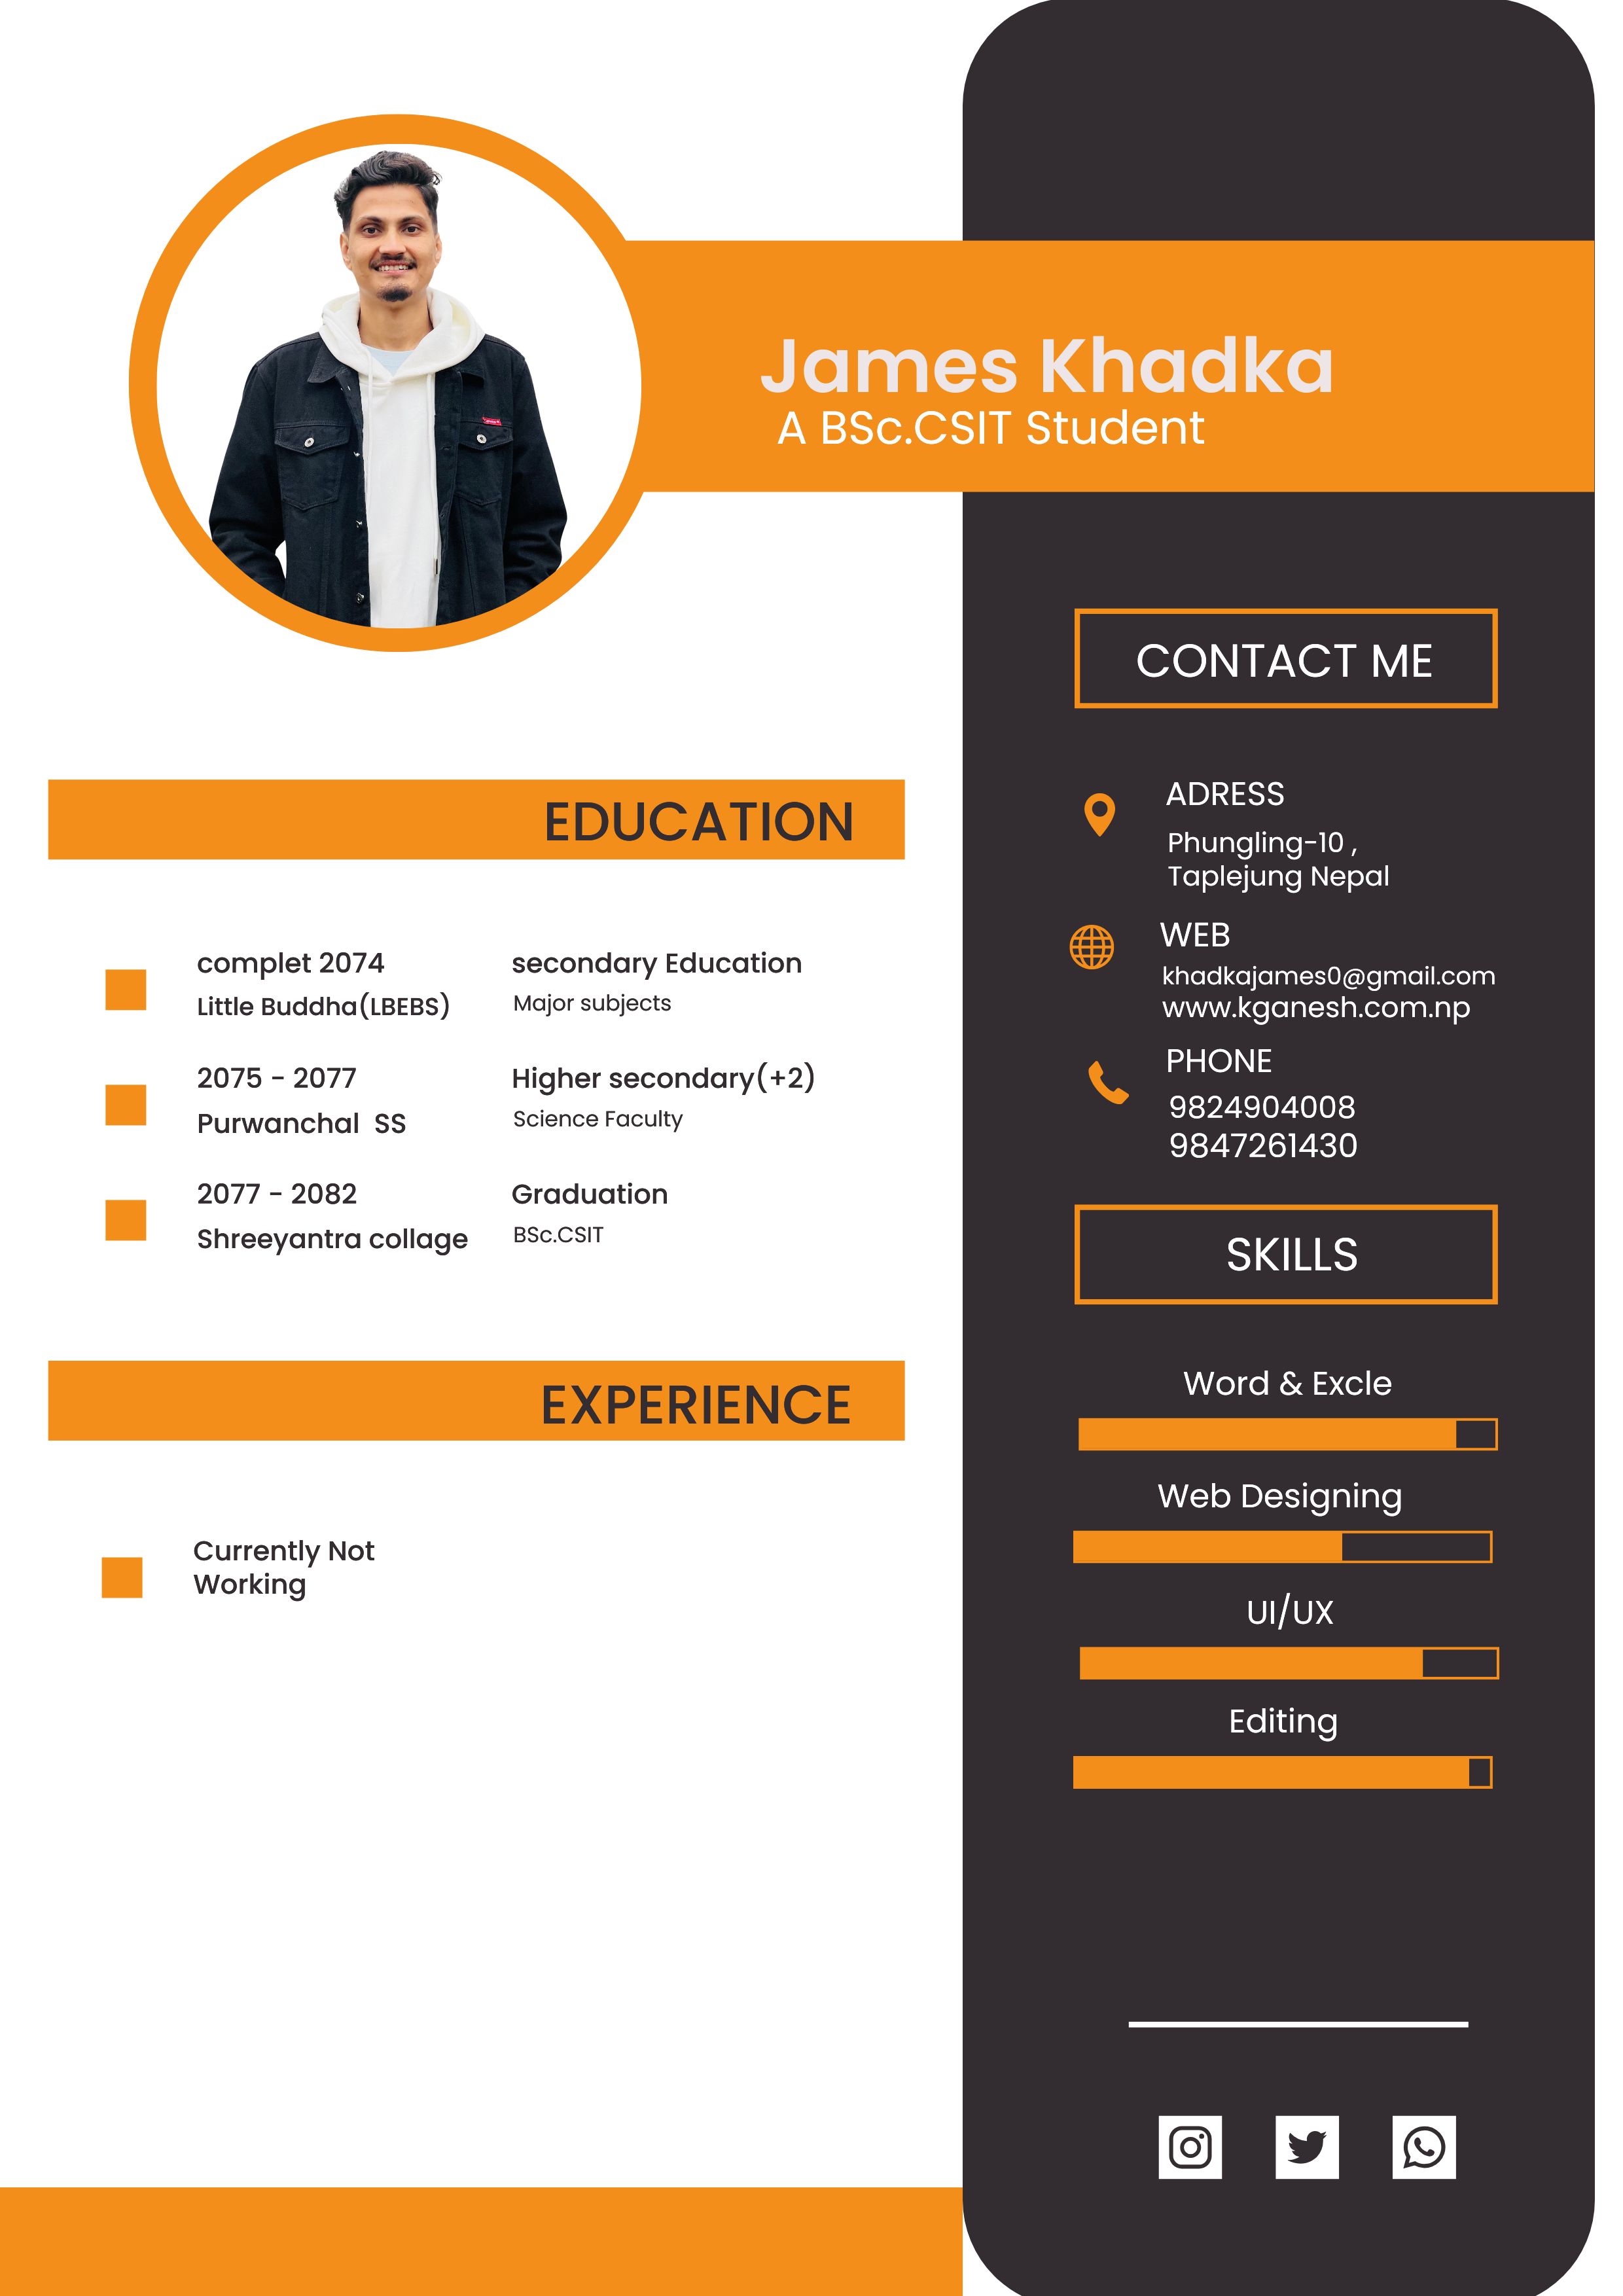 James Khadka
A BSc.CSIT Student
EDUCATION
complet 2074
secondary Education
Little Buddha(LBEBS)
Major subjects
2075 - 2077
Higher secondary(+2)
Purwanchal  SS
Science Faculty
2077 - 2082
Graduation
Shreeyantra collage
BSc.CSIT
EXPERIENCE
Currently Not
Working
CONTACT ME
ADRESS
Phungling-10 ,
Taplejung Nepal
WEB
khadkajames0@gmail.com
www.kganesh.com.np
PHONE
9824904008
9847261430
SKILLS
Word & Excle
Web Designing
UI/UX
Editing